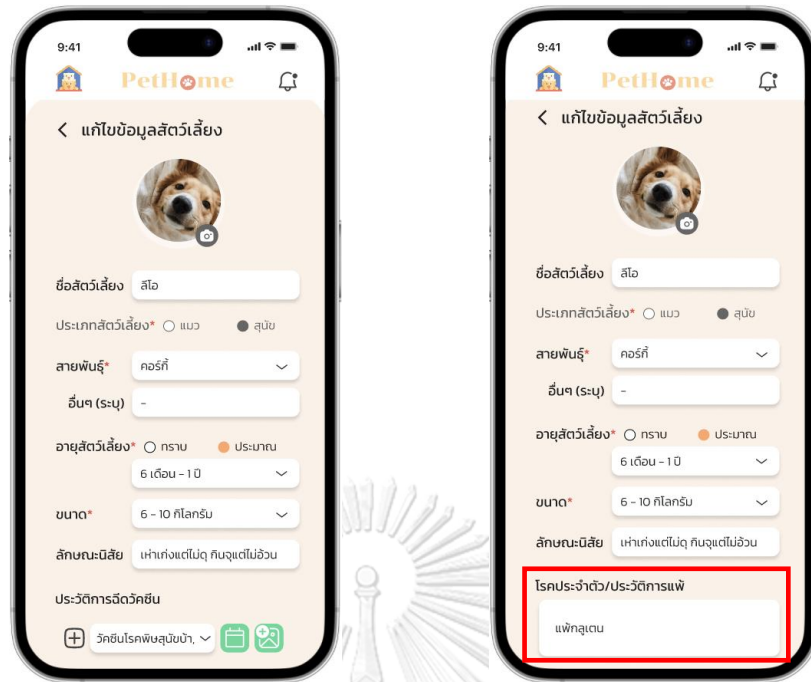 9:41
PetHome
แก้ไขข้อมูลสัตว์เลี้ยง
ชื่อสัตว์เลี้ยง ลีโอ
ประเภทสัตว์เลี้ยง* แมว สุนัข
สายพันธุ์* คอร์กี้
อื่นๆ (ระบุ) -
อายุสัตว์เลี้ยง* ทราบ ประมาณ
6 เดือน - 1 ปี
ขนาด* 6 - 10 กิโลกรัม
ลักษณะนิสัย เห่าเก่งแต่ไม่ดุ กินจุแต่ไม่อ้วน
ประวัติการฉีดวัคซีน
วัคซีนโรคพิษสุนัขบ้า,
9:41
PetHome
แก้ไขข้อมูลสัตว์เลี้ยง
ชื่อสัตว์เลี้ยง ลีโอ
ประเภทสัตว์เลี้ยง* แมว สุนัข
สายพันธุ์* คอร์กี้
อื่นๆ (ระบุ) -
อายุสัตว์เลี้ยง* ทราบ ประมาณ
6 เดือน - 1 ปี
ขนาด* 6 - 10 กิโลกรัม
ลักษณะนิสัย เห่าเก่งแต่ไม่ดุ กินจุแต่ไม่อ้วน
โรคประจำตัว/ประวัติการแพ้
แพ้กลูเตน